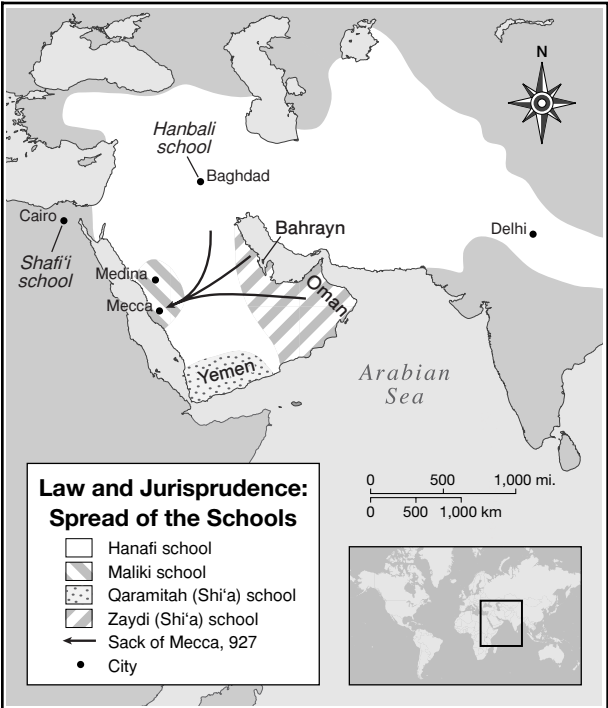 N
Hanbali
school
Baghdad
Cairo
Shafi‘i
school
Bahrayn
Delhi
Medina
Mecca
Oman
Yemen
Arabian
Sea
Law and Jurisprudence:
Spread of the Schools
Hanafi school
Maliki school
Qaramitah (Shi‘a) school
Zaydi (Shi‘a) school
Sack of Mecca, 927
City
0 500 1,000 mi.
0 500 1,000 km